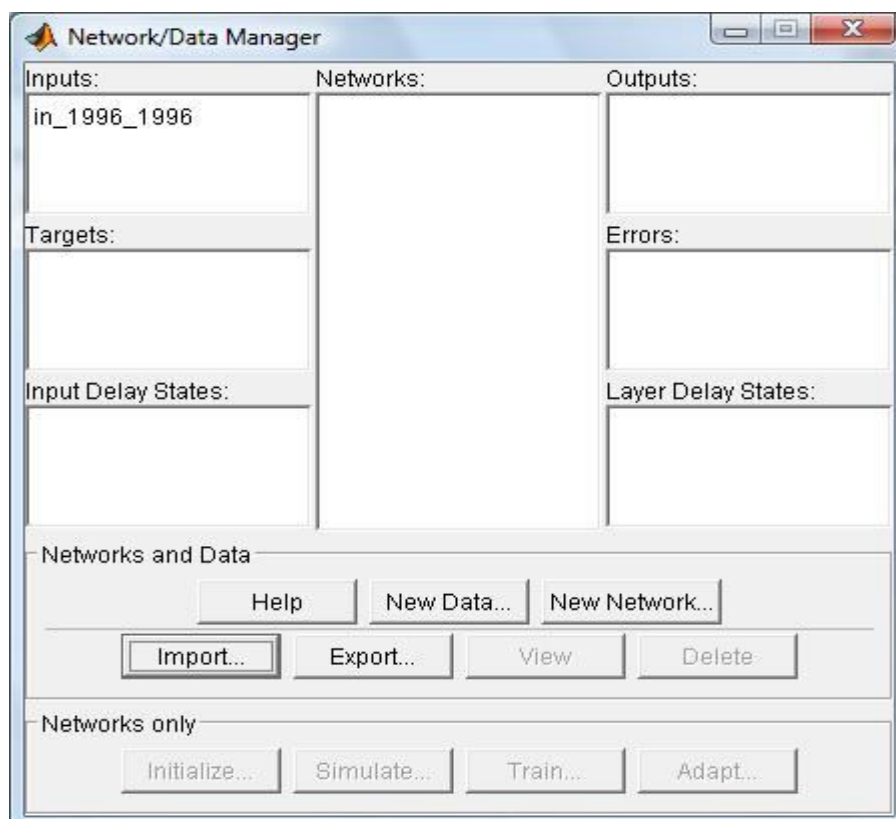 Network/Data Manager
Inputs:
Networks:
Outputs:
in_1996_1996
Targets:
Errors:
Input Delay States:
Layer Delay States:
Networks and Data
Help
New Data...
New Network...
Import...
Export...
View
Delete
Networks only
Initialize...
Simulate...
Train...
Adapt...